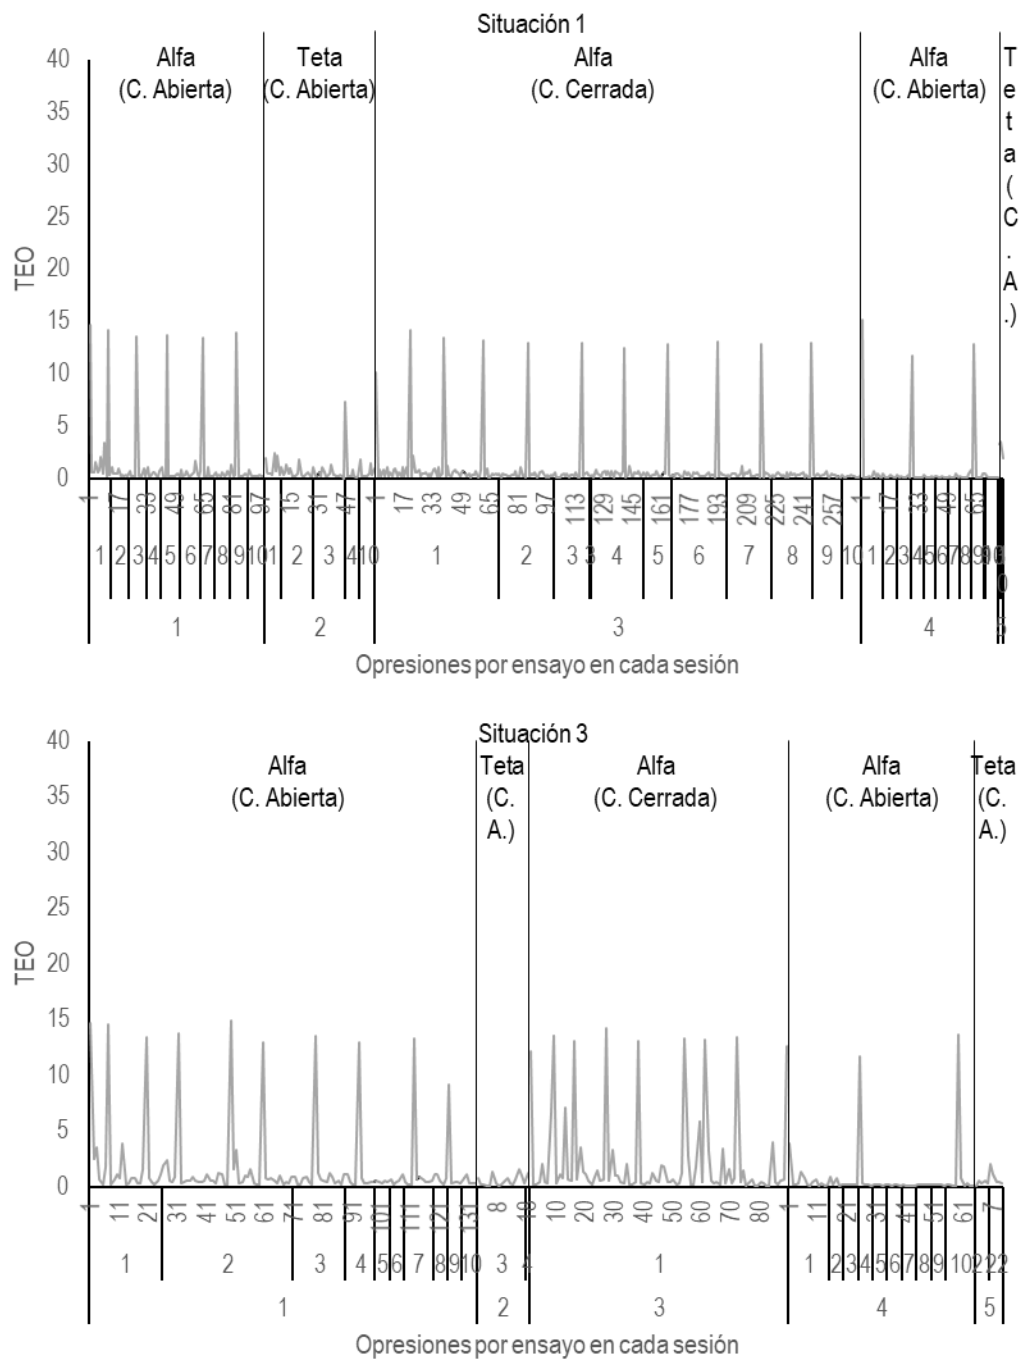 Situación 1
Alfa
(C. Abierta)
Teta
(C. Abierta)
Alfa
(C. Cerrada)
Alfa
(C. Abierta)
T
e
t
a
(
C
.
A
.)
40
35
30
25
20
15
10
5
0
TEO
1 17 33 49 65 81 97 15 31 47 1 17 33 49 65 81 97 113 129 145 161 177 193 209 225 241 257 1 17 33 49 65
1 2 3 4 5 6 7 8 9 10 1 2 3 4 10 1 2 3 3 4 5 6 7 8 9 10 1 2 3 4 5 6 7 8 9
1 2 3 4 5
Opresiones por ensayo en cada sesión
Situación 3
Alfa
(C. Abierta)
Teta
(C.
A.)
Alfa
(C. Cerrada)
Alfa
(C. Abierta)
Teta
(C.
A.)
40
35
30
25
20
15
10
5
0
TEO
1 11 21 31 41 51 61 71 81 91 101 111 121 131 8 10 20 30 40 50 60 70 80 1 11 21 31 41 51 61 7
1 2 3 4 5 6 7 8 9 10 3 4 1 1 2 3 4 5 6 7 8 9 10 2 2 2
1 2 3 4 5
Opresiones por ensayo en cada sesión